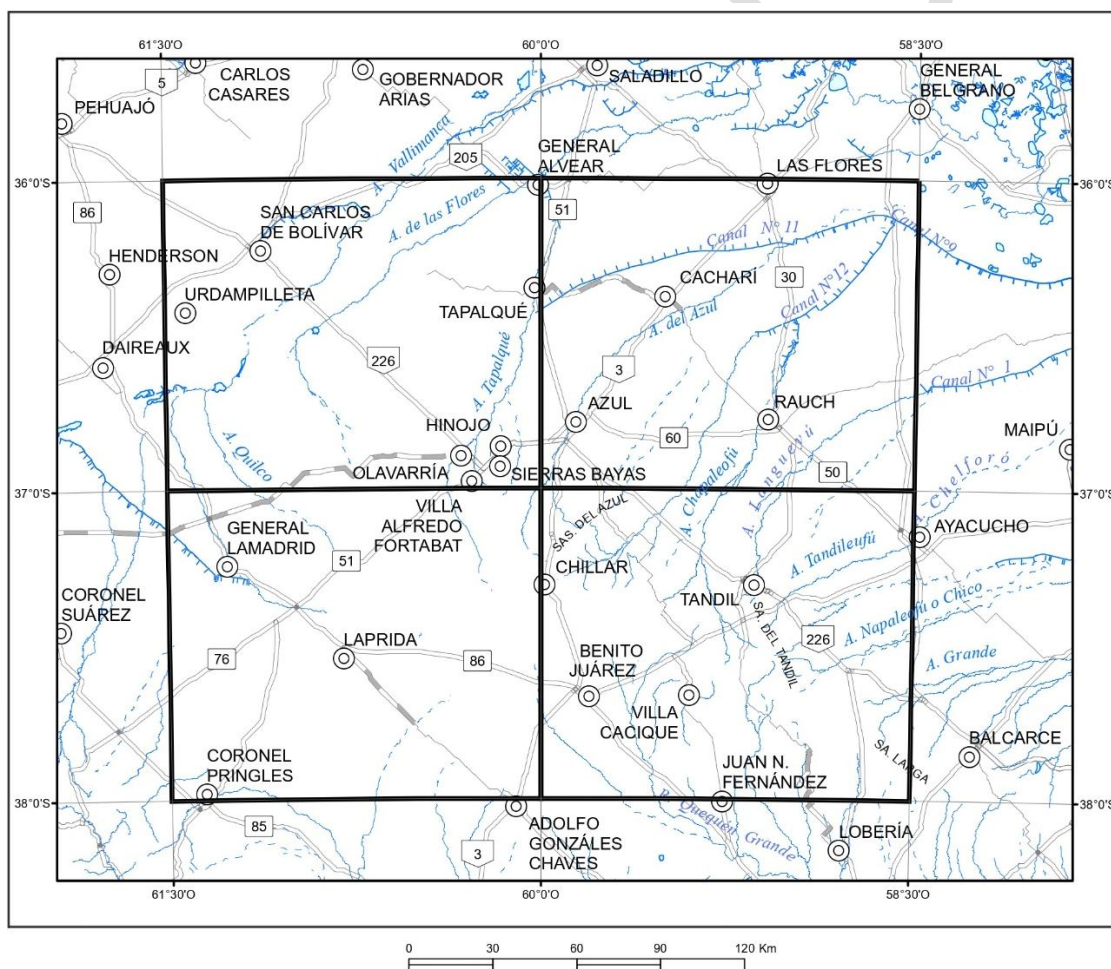 61°30'O
60°0'O
58°30'O
5
CARLOS
CASARES
GOBERNADOR
ARIAS
SALADILLO
GENERAL
BELGRANO
PEHUAJÓ
A. Vallimanca
205
GENERAL
ALVEAR
LAS FLORES
36°0'S
36°0'S
86
SAN CARLOS
DE BOLÍVAR
A. de las Flores
51
Canal N° 11
Canal N°9
HENDERSON
URDAMPILLETA
TAPALQUÉ
CACHARÍ
30
Canal N°12
A. del Azul
DAIREAUX
226
A. Tapalqué
3
Canal N° 1
AZUL
RAUCH
HINOJO
60
MAIPÚ
A. Quilco
OLAVARRÍA
SIERRAS BAYAS
50
A. Chapaleofú
A. Langueyú
A. Chelforó
37°0'S
37°0'S
GENERAL
LAMADRID
VILLA
ALFREDO
FORTABAT
SAS. DEL AZUL
AYACUCHO
51
CHILLAR
A. Tandileufú
CORONEL
SUÁREZ
TANDIL
SA. DEL TANDIL
226
A. Napaleofú o Chico
76
LAPRIDA
86
BENITO
JUÁREZ
A. Grande
VILLA
CACIQUE
BALCARCE
SA. LARGA
CORONEL
PRINGLES
JUAN N.
FERNÁNDEZ
38°0'S
38°0'S
85
3
ADOLFO
GONZÁLES
CHAVES
R. Quequén Grande
LOBERÍA
61°30'O
60°0'O
58°30'O
0 30 60 90 120 Km